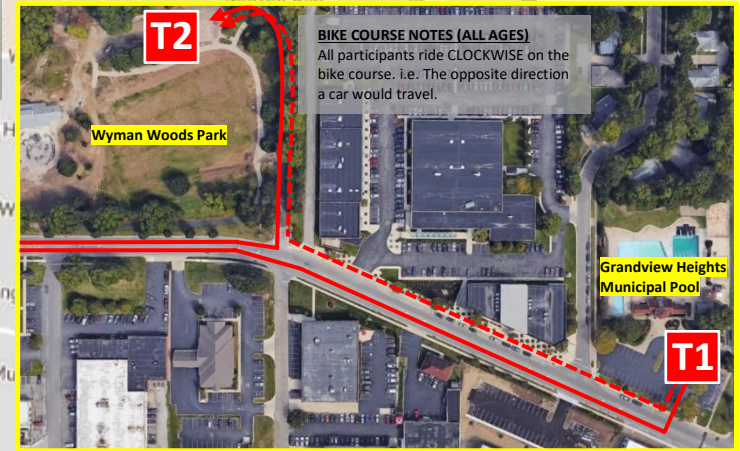 T2
BIKE COURSE NOTES (ALL AGES)
All participants ride CLOCKWISE on the
bike course. i.e. The opposite direction
a car would travel.
Wyman Woods Park
Grandview Heights
Municipal Pool
T1